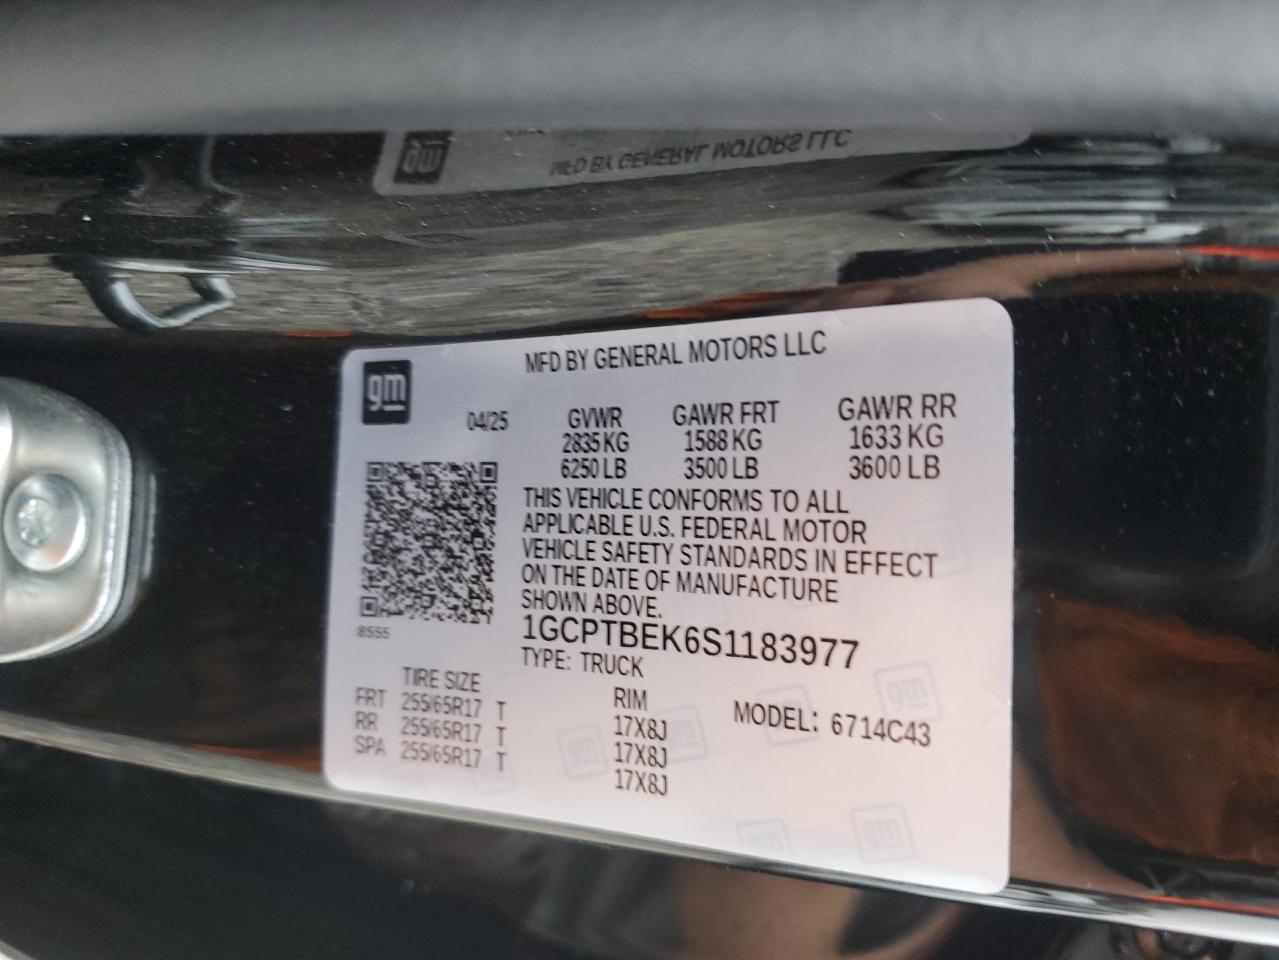 MFD BY GENERAL MOTORS LLC
gm
MFD BY GENERAL MOTORS LLC
04/25 GVWR GAWR FRT GAWR RR
2835 KG 1588 KG 1633 KG
6250 LB 3500 LB 3600 LB
THIS VEHICLE CONFORMS TO ALL
APPLICABLE U.S. FEDERAL MOTOR
VEHICLE SAFETY STANDARDS IN EFFECT
ON THE DATE OF MANUFACTURE
SHOWN ABOVE.
8555
1GCPTBEK6S1183977
TYPE: TRUCK
TIRE SIZE RIM MODEL: 6714C43
FRT 255/65R17 T 17X8J
RR 255/65R17 T 17X8J
SPA 255/65R17 T 17X8J